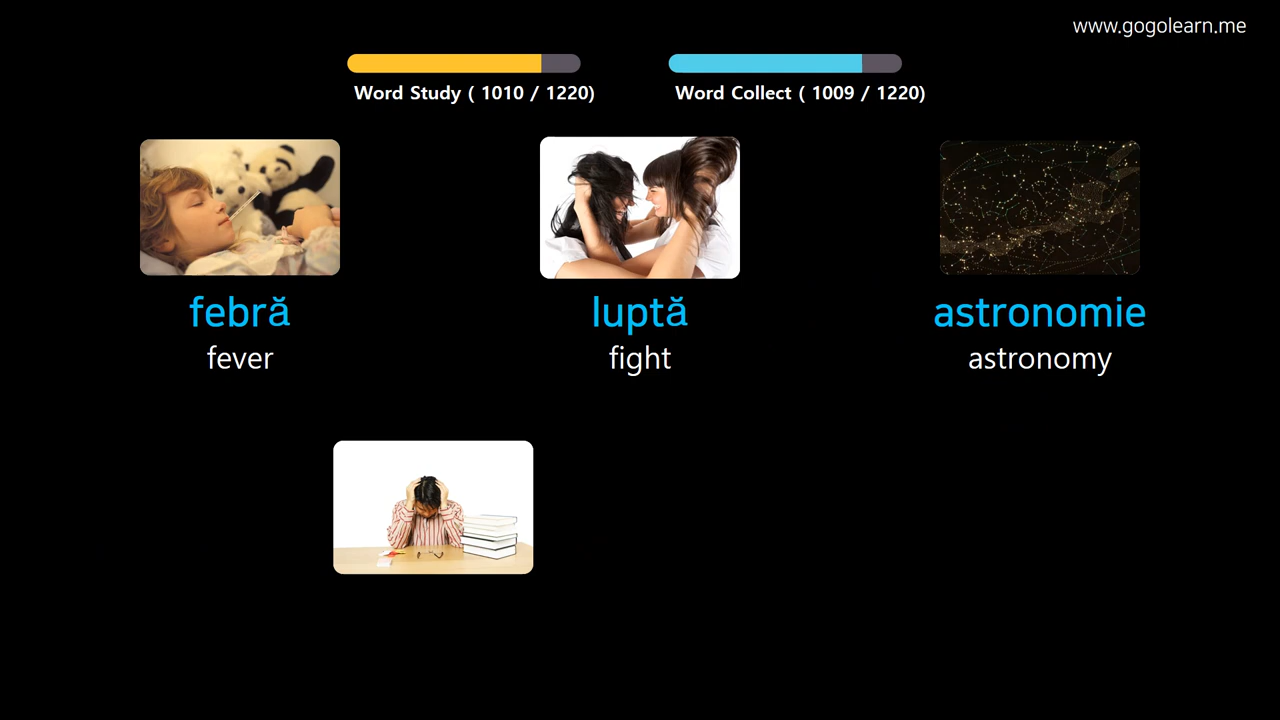 www.gogolearn.me
Word Study ( 1010 / 1220)
Word Collect ( 1009 / 1220)
febră
luptă
astronomie
fever
fight
astronomy